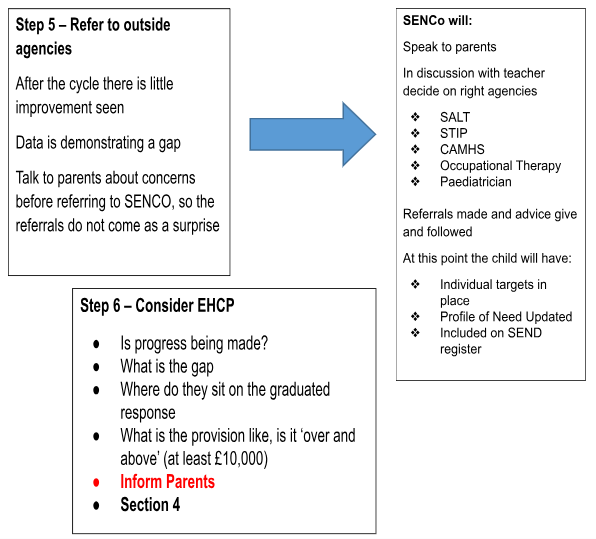 Step 5 – Refer to outside
agencies
After the cycle there is little
improvement seen
Data is demonstrating a gap
Talk to parents about concerns
before referring to SENCO, so the
referrals do not come as a surprise
SENCo will:
Speak to parents
In discussion with teacher
decide on right agencies
❖ SALT
❖ STIP
❖ CAMHS
❖ Occupational Therapy
❖ Paediatrician
Referrals made and advice give
and followed
At this point the child will have:
❖ Individual targets in
place
❖ Profile of Need Updated
❖ Included on SEND
register
Step 6 – Consider EHCP
● Is progress being made?
● What is the gap
● Where do they sit on the graduated
response
● What is the provision like, is it ‘over and
above’ (at least £10,000)
● Inform Parents
● Section 4